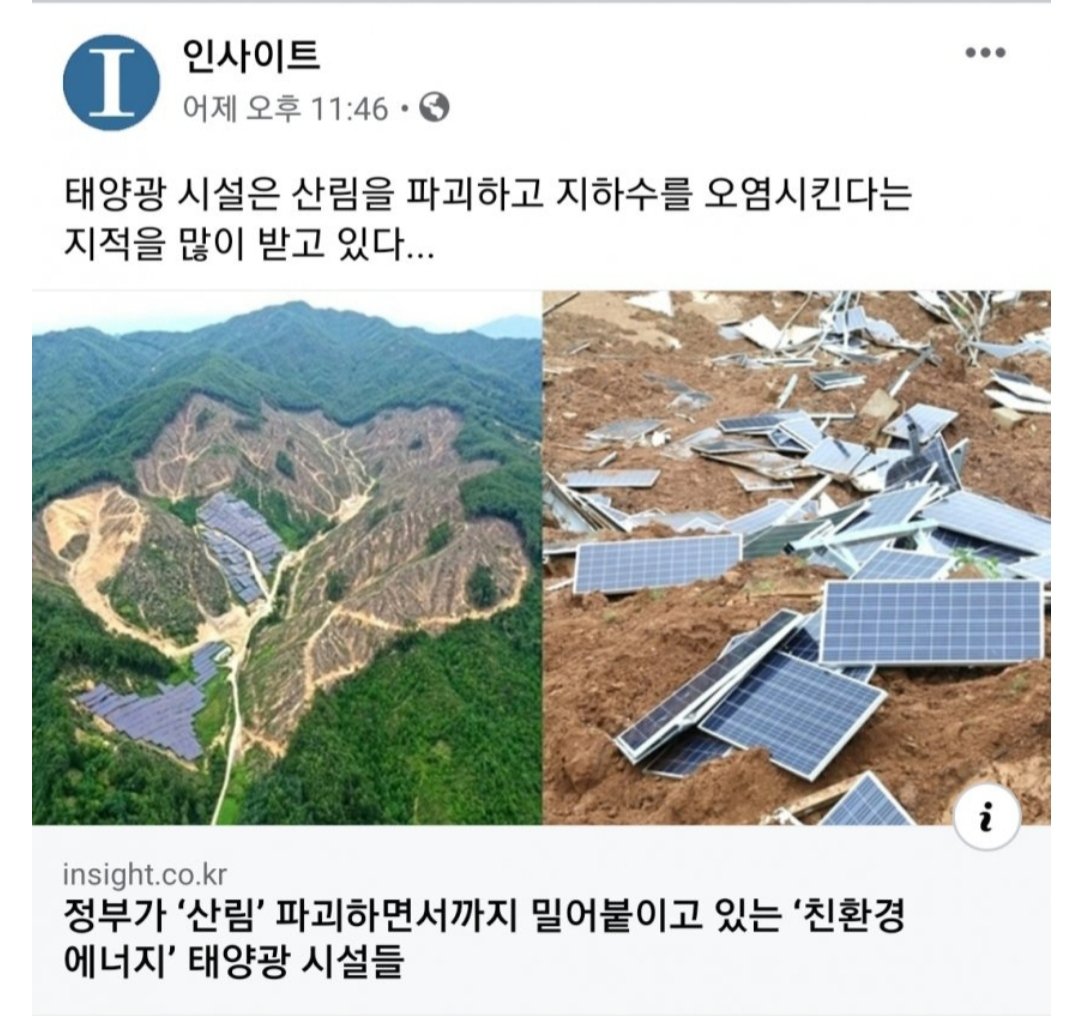 I
인사이트
어제 오후 11:46 •
태양광 시설은 산림을 파괴하고 지하수를 오염시킨다는
지적을 많이 받고 있다...
i
insight.co.kr
정부가 ‘산림’ 파괴하면서까지 밀어붙이고 있는 ‘친환경
에너지’ 태양광 시설들